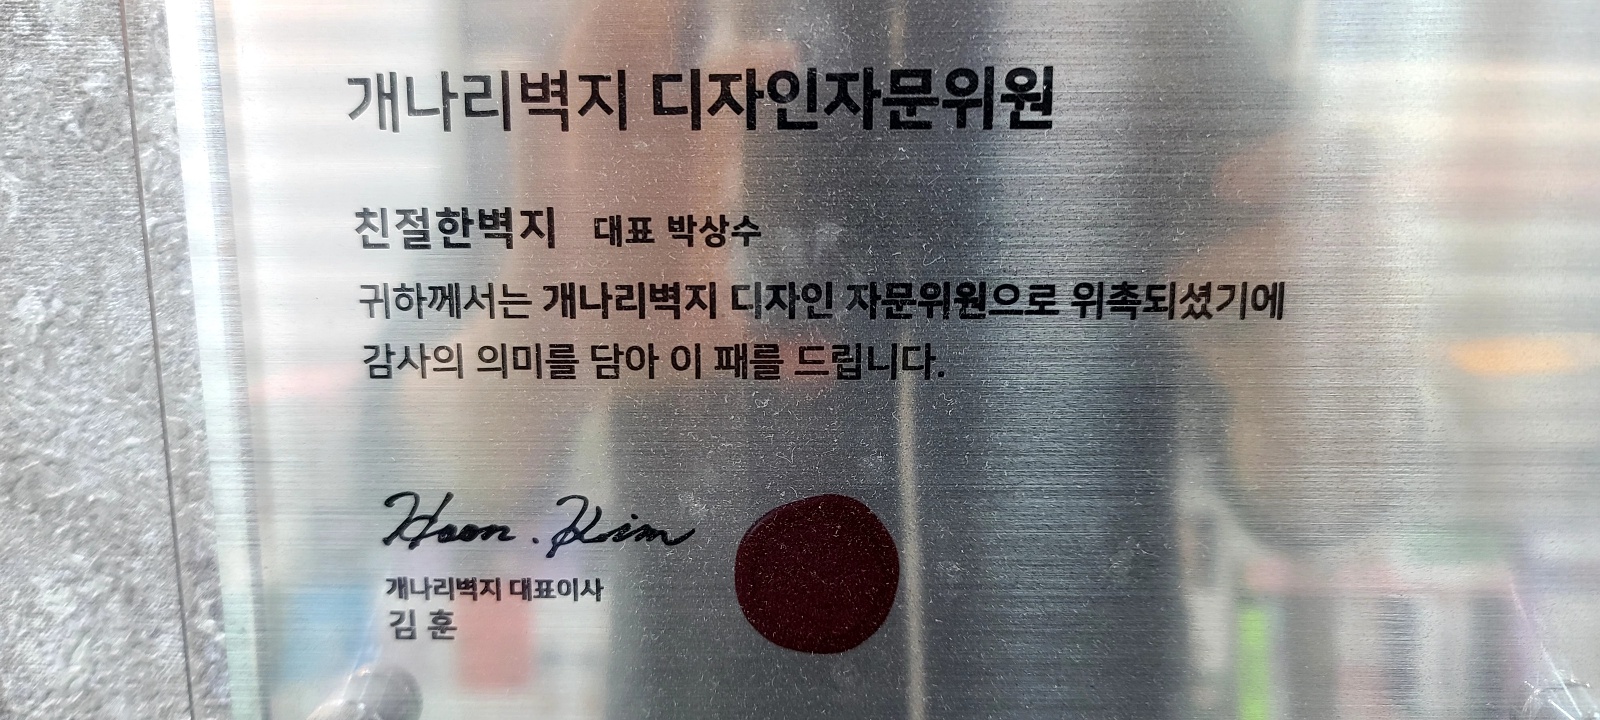 개나리벽지 디자인자문위원
친절한벽지 대표 박상수
귀하께서는 개나리벽지 디자인 자문위원으로 위촉되셨기에
감사의 의미를 담아 이 패를 드립니다.
Hoon. Kim
개나리벽지 대표이사
김 훈